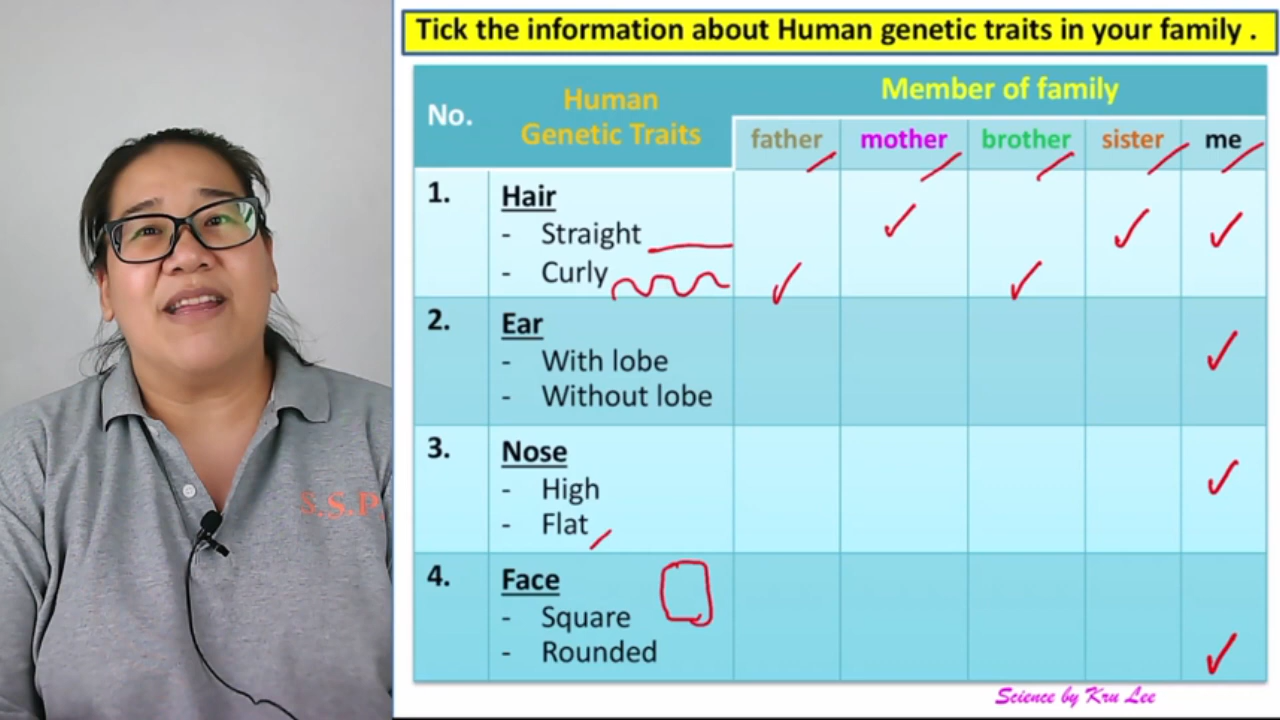 Tick the information about Human genetic traits in your family .
No.
Human
Genetic Traits
Member of family
father
mother
brother
sister
me
1.
Hair
- Straight
- Curly
2.
Ear
- With lobe
- Without lobe
3.
Nose
- High
- Flat
4.
Face
- Square
- Rounded
S.S.P.
Science by Kru Lee